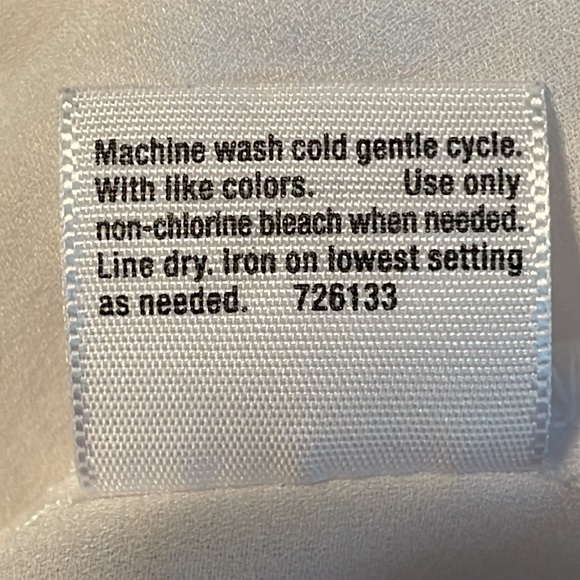 Machine wash cold gentle cycle.
With like colors. Use only
non-chlorine bleach when needed.
Line dry. Iron on lowest setting
as needed. 726133